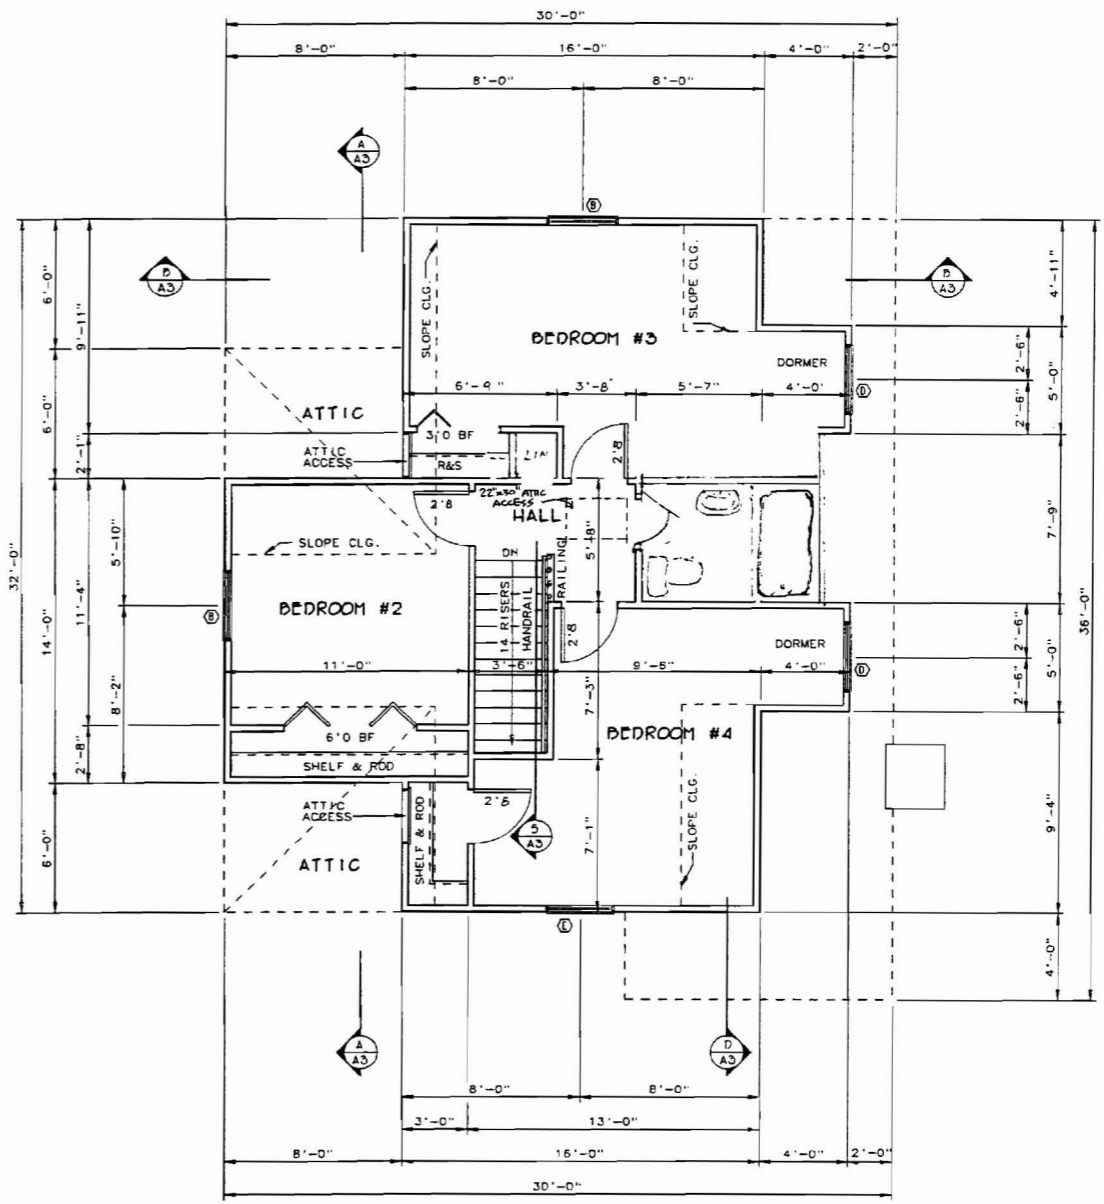 30'-0"
8'-0"
16'-0"
4'-0"
2'-0"
8'-0"
8'-0"
A
A3
B
B
A3
B
A3
32'-0"
6'-0"
9'-11"
6'-0"
2'-1"
SLOPE CLG.
SLOPE CLG.
BEDROOM #3
DORMER
4'-11"
2'-6"
5'-0"
2'-6"
D
6'-9"
3'-8"
5'-7"
4'-0'
ATTIC
ATTIC
ACCESS
3'0 BF
R&S
LIN
2'8
2'8
22"x30" ATTIC
ACCESS
HALL
SLOPE CLG.
DN
5'-8"
RAILING
7'-9"
36'-0"
14'-0"
5'-10"
11'-4"
8'-2"
2'-8"
B
BEDROOM #2
14 RISERS
HANDRAIL
2'8
DORMER
2'-6"
5'-0"
2'-6"
D
11'-0"
3'-6"
9'-6"
4'-0"
7'-3"
BEDROOM #4
6'0 BF
SHELF & ROD
ATTIC
ACCESS
SHELF & ROD
2'8
5
A3
7'-1"
SLOPE CLG.
9'-4"
6'-0"
ATTIC
E
4'-0"
A
A3
D
A3
8'-0"
8'-0"
3'-0"
13'-0"
8'-0"
16'-0"
4'-0"
2'-0"
30'-0"